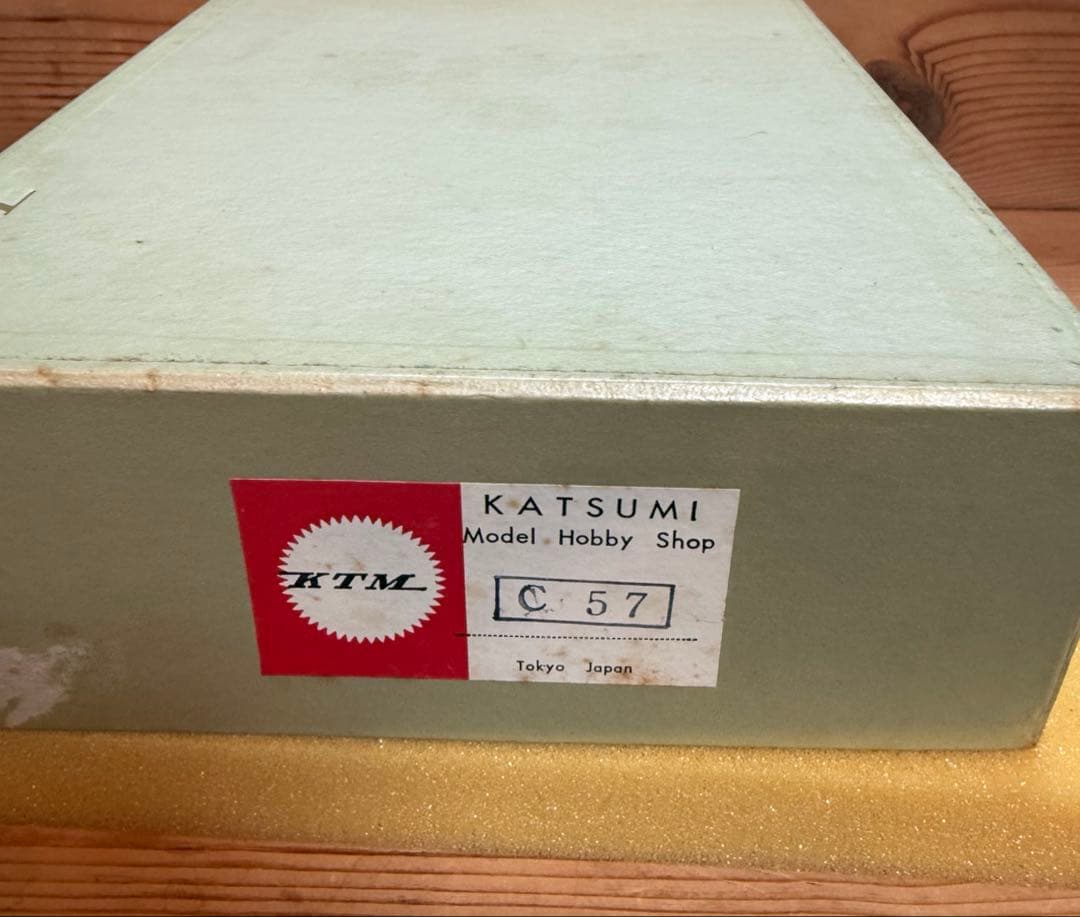 KTM
KATSUMI
Model Hobby Shop
C 57
Tokyo Japan